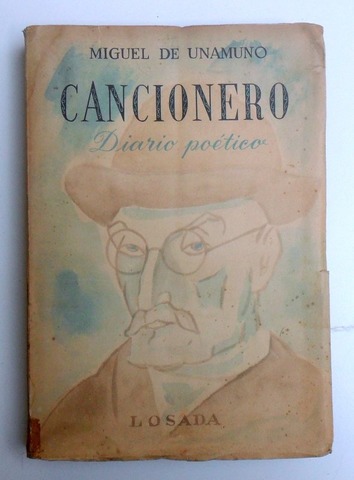 MIGUEL DE UNAMUNO
CANCIONERO
Diario poético
LOSADA